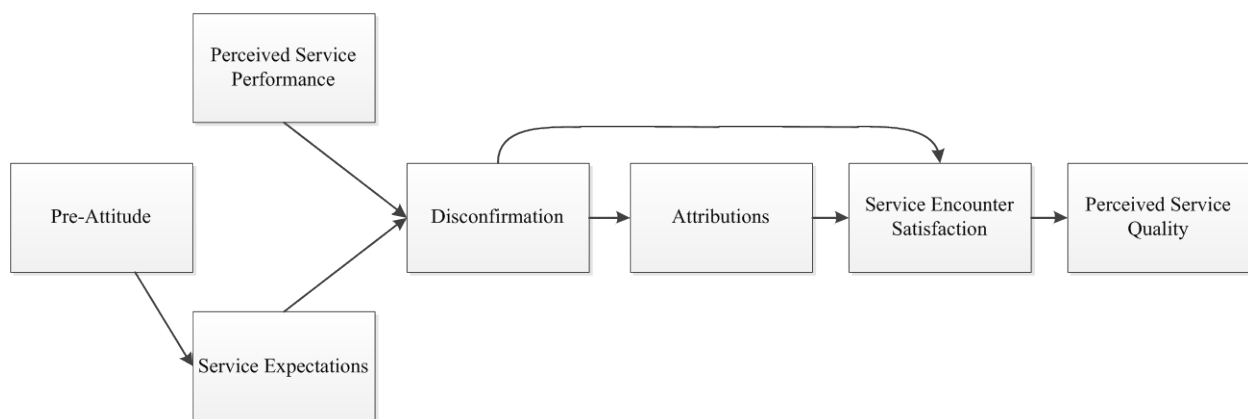 Perceived Service
Performance
Pre-Attitude
Disconfirmation
Attributions
Service Encounter
Satisfaction
Perceived Service
Quality
Service Expectations